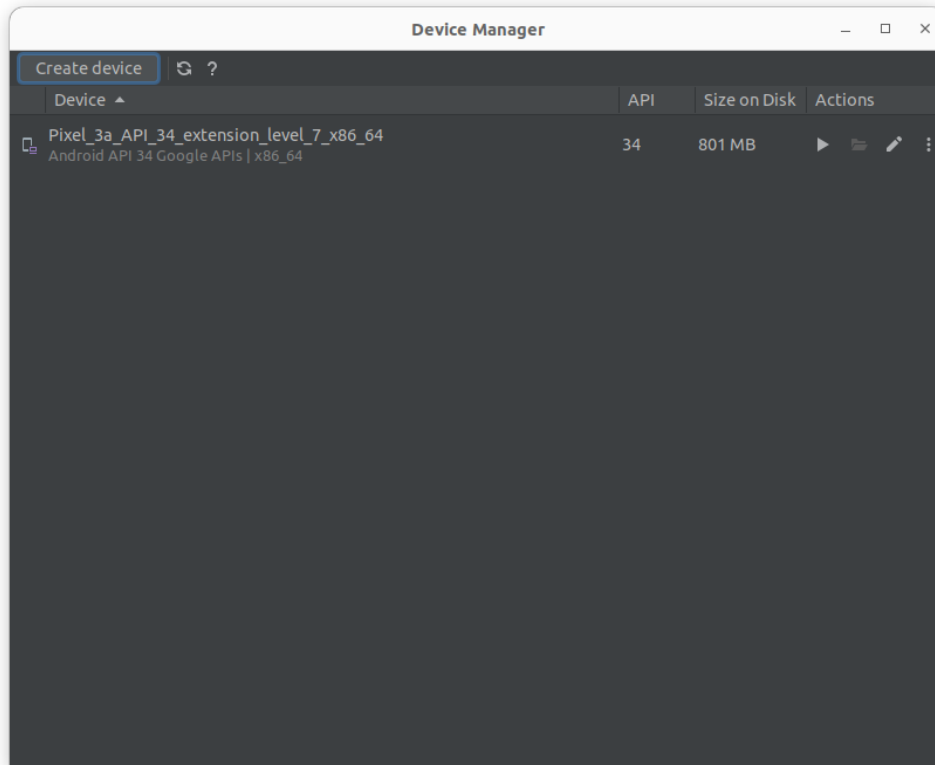 Device Manager
Create device ?
Device API Size on Disk Actions
Pixel_3a_API_34_extension_level_7_x86_64 34 801 MB
Android API 34 Google APIs | x86_64